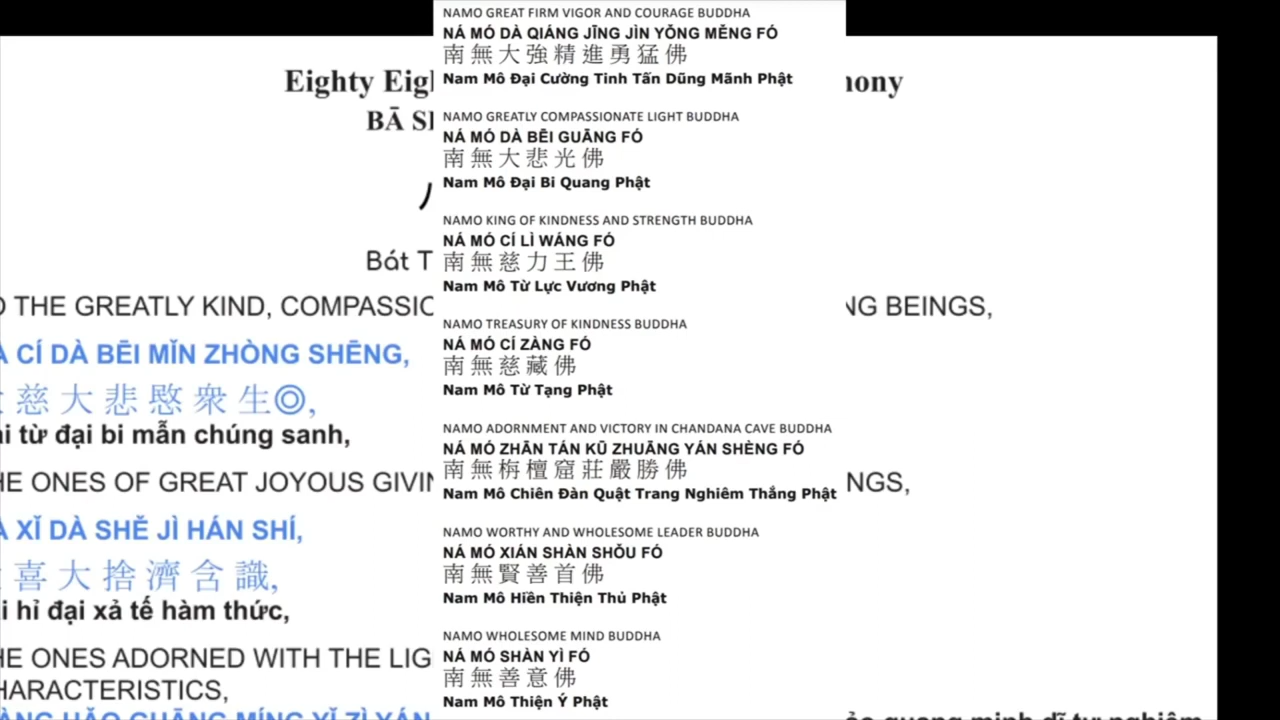 NAMO GREAT FIRM VIGOR AND COURAGE BUDDHA
NÁ MÓ DÀ QIÁNG JĪNG JÌN YǑNG MĚNG FÓ
南無大強精進勇猛佛
Nam Mô Đại Cường Tinh Tấn Dũng Mãnh Phật
NAMO GREATLY COMPASSIONATE LIGHT BUDDHA
NÁ MÓ DÀ BĒI GUĀNG FÓ
南無大悲光佛
Nam Mô Đại Bi Quang Phật
NAMO KING OF KINDNESS AND STRENGTH BUDDHA
NÁ MÓ CÍ LÌ WÁNG FÓ
南無慈力王佛
Nam Mô Từ Lực Vương Phật
NAMO TREASURY OF KINDNESS BUDDHA
NÁ MÓ CÍ ZÀNG FÓ
南無慈藏佛
Nam Mô Từ Tạng Phật
NAMO ADORNMENT AND VICTORY IN CHANDANA CAVE BUDDHA
NÁ MÓ ZHĀN TÁN KŪ ZHUĀNG YÁN SHÈNG FÓ
南無栴檀窟莊嚴勝佛
Nam Mô Chiên Đàn Quật Trang Nghiêm Thắng Phật
NAMO WORTHY AND WHOLESOME LEADER BUDDHA
NÁ MÓ XIÁN SHÀN SHǑU FÓ
南無賢善首佛
Nam Mô Hiền Thiện Thủ Phật
NAMO WHOLESOME MIND BUDDHA
NÁ MÓ SHÀN YÌ FÓ
南無善意佛
Nam Mô Thiện Ý Phật
Eighty
BĀ
Bát
THE GREATLY KIND, BEINGS,
CÍ DÀ BĒI MǏN ZHÒNG SHĒNG,
慈大悲愍衆生◎,
từ đại bi mẫn chúng sanh,
ONES OF GREAT JOYOUS
XǏ DÀ SHĚ JÌ HÁN SHÍ,
喜大捨濟含識,
hỉ đại xả tế hàm thức,
ONES ADORNED WITH THE
HǍO GUĀNG MÍNG YǏ ZÌ
quang minh dĩ tự nghiêm